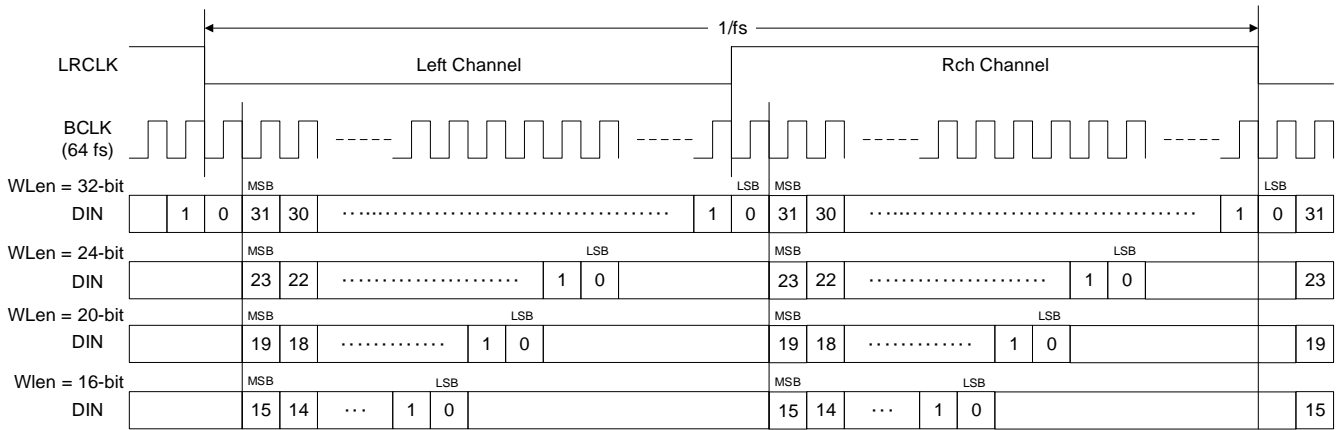 1/fs
LRCLK Left Channel Rch Channel
BCLK
(64 fs)
WLen = 32-bit MSB LSB MSB LSB
DIN 1 0 31 30 1 0 31 30 1 0 31
WLen = 24-bit MSB LSB MSB LSB
DIN 23 22 1 0 23 22 1 0 23
WLen = 20-bit MSB LSB MSB LSB
DIN 19 18 1 0 19 18 1 0 19
Wlen = 16-bit MSB LSB MSB LSB
DIN 15 14 ... 1 0 15 14 ... 1 0 15